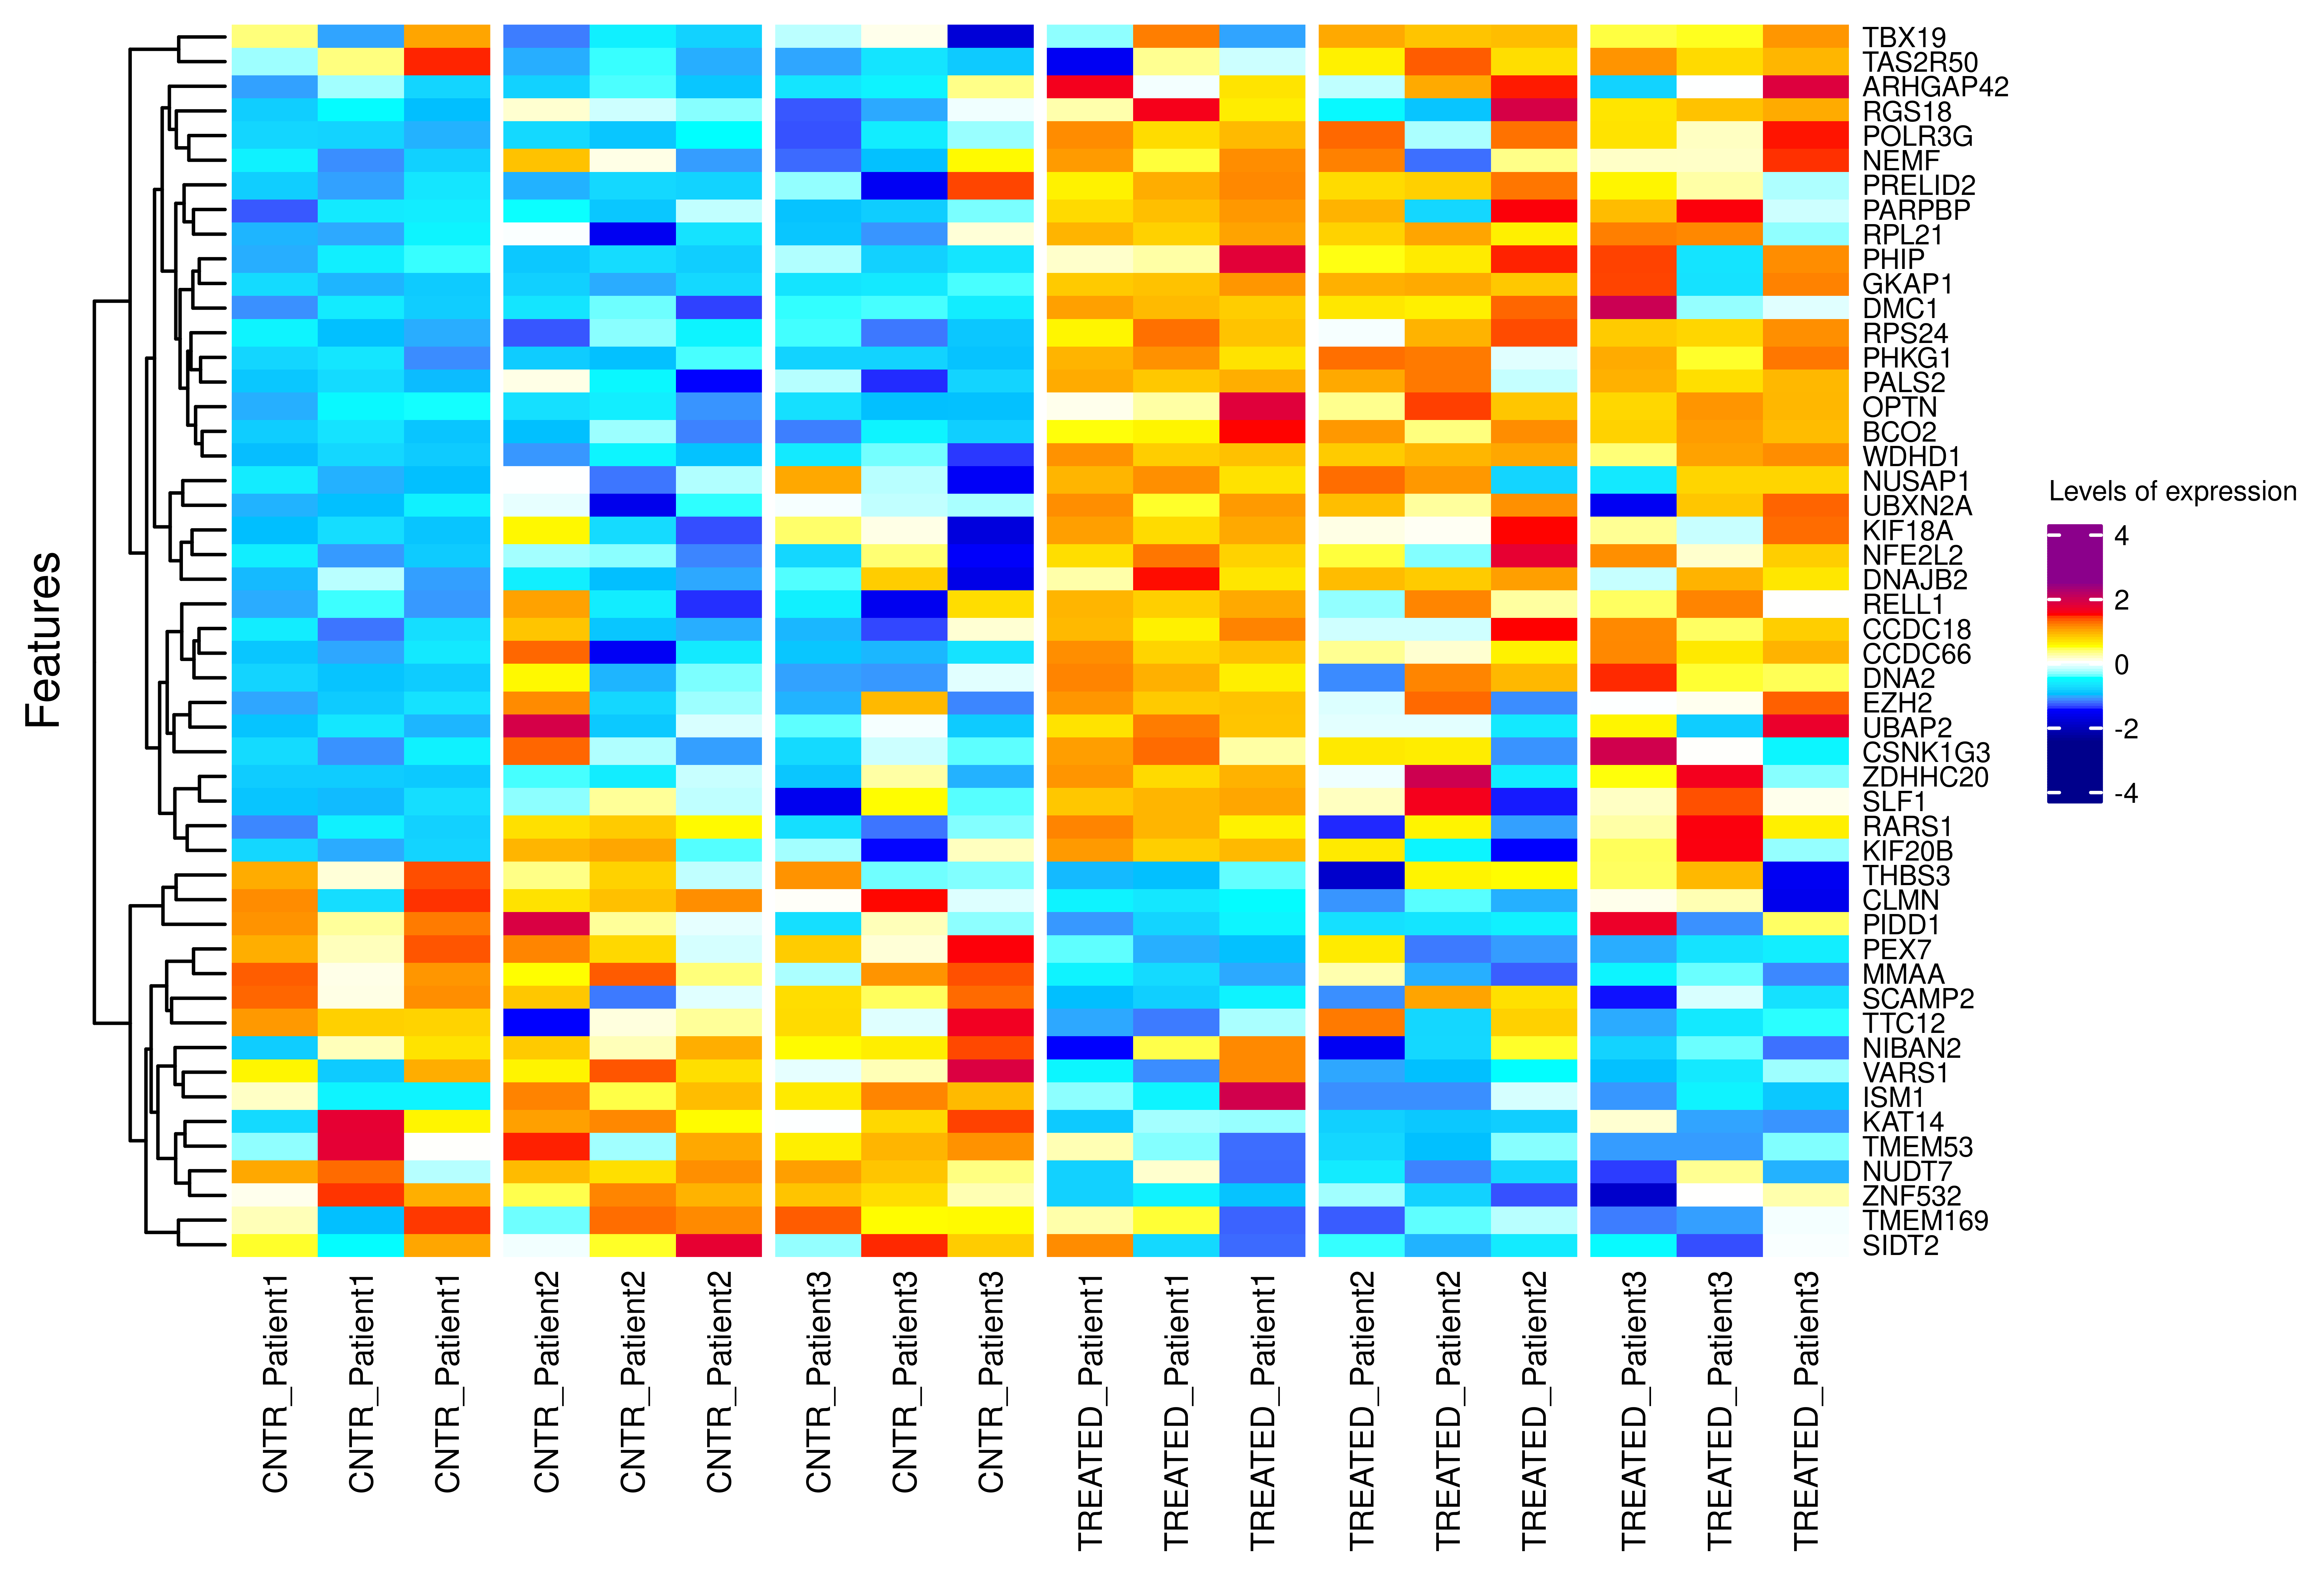 TBX19
TAS2R50
ARHGAP42
RGS18
POLR3G
NEMF
PRELID2
PARPBP
RPL21
PHIP
GKAP1
DMC1
RPS24
PHKG1
PALS2
OPTN
BCO2
WDHD1
NUSAP1
UBXN2A
KIF18A
NFE2L2
DNAJB2
RELL1
CCDC18
CCDC66
DNA2
EZH2
UBAP2
CSNK1G3
ZDHHC20
SLF1
RARS1
KIF20B
THBS3
CLMN
PIDD1
PEX7
MMAA
SCAMP2
TTC12
NIBAN2
VARS1
ISM1
KAT14
TMEM53
NUDT7
ZNF532
TMEM169
SIDT2
Features
Levels of expression
4
2
0
-2
-4
CNTR_Patient1
CNTR_Patient1
CNTR_Patient1
CNTR_Patient2
CNTR_Patient2
CNTR_Patient2
CNTR_Patient3
CNTR_Patient3
CNTR_Patient3
TREATED_Patient1
TREATED_Patient1
TREATED_Patient1
TREATED_Patient2
TREATED_Patient2
TREATED_Patient2
TREATED_Patient3
TREATED_Patient3
TREATED_Patient3